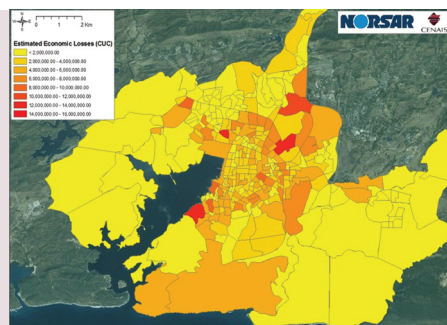 N
0 1 2 Km
NORSAR
CENAIS
Estimated Economic Losses (CUC)
< 2,000,000.00
2,000,000.00 - 4,000,000.00
4,000,000.00 - 6,000,000.00
6,000,000.00 - 8,000,000.00
8,000,000.00 - 10,000,000.00
10,000,000.00 - 12,000,000.00
12,000,000.00 - 14,000,000.00
14,000,000.00 - 16,000,000.00